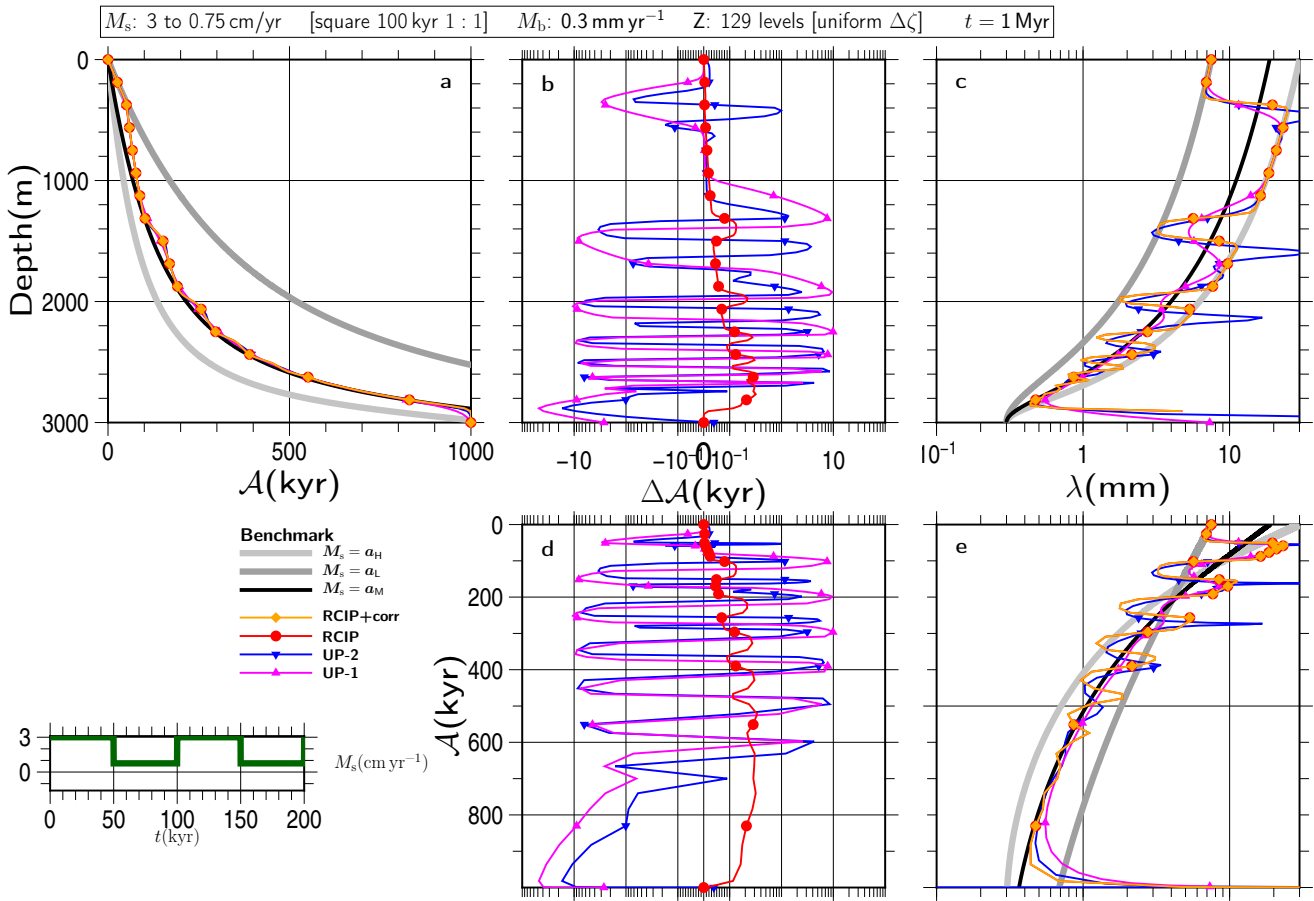 Mₛ: 3 to 0.75 cm/yr [square 100 kyr 1 : 1] M_b: 0.3 mm yr⁻¹ Z: 129 levels [uniform Δζ] t = 1 Myr
a
b
c
0
1000
2000
3000
Depth(m)
0 500 1000
𝒜(kyr)
−10 −10⁻¹ 0 10⁻¹ 10
Δ𝒜(kyr)
10⁻¹ 1 10
λ(mm)
Benchmark
Mₛ = a_H
Mₛ = a_L
Mₛ = a_M
RCIP+corr
RCIP
UP-2
UP-1
d
e
0
200
400
600
800
𝒜(kyr)
3
0
Mₛ(cm yr⁻¹)
0 50 100 150 200
t(kyr)